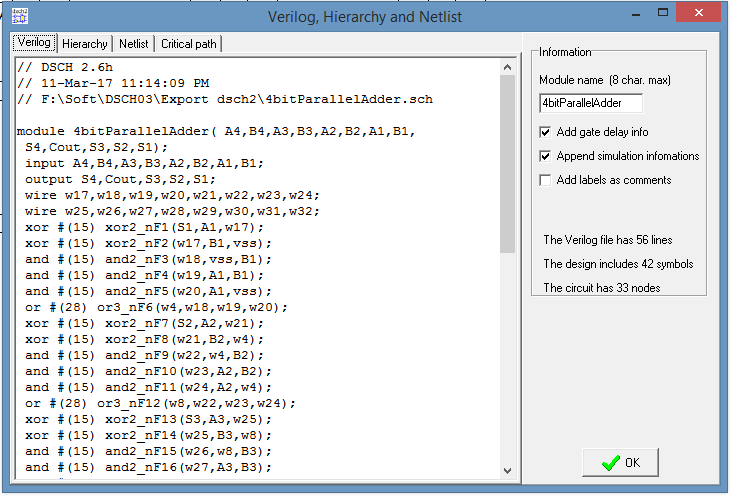 dsch2
Verilog, Hierarchy and Netlist
Verilog Hierarchy Netlist Critical path
// DSCH 2.6h
// 11-Mar-17 11:14:09 PM
// F:\Soft\DSCH03\Export dsch2\4bitParallelAdder.sch
module 4bitParallelAdder( A4,B4,A3,B3,A2,B2,A1,B1,
S4,Cout,S3,S2,S1);
input A4,B4,A3,B3,A2,B2,A1,B1;
output S4,Cout,S3,S2,S1;
wire w17,w18,w19,w20,w21,w22,w23,w24;
wire w25,w26,w27,w28,w29,w30,w31,w32;
xor #(15) xor2_nF1(S1,A1,w17);
xor #(15) xor2_nF2(w17,B1,vss);
and #(15) and2_nF3(w18,vss,B1);
and #(15) and2_nF4(w19,A1,B1);
and #(15) and2_nF5(w20,A1,vss);
or #(28) or3_nF6(w4,w18,w19,w20);
xor #(15) xor2_nF7(S2,A2,w21);
xor #(15) xor2_nF8(w21,B2,w4);
and #(15) and2_nF9(w22,w4,B2);
and #(15) and2_nF10(w23,A2,B2);
and #(15) and2_nF11(w24,A2,w4);
or #(28) or3_nF12(w8,w22,w23,w24);
xor #(15) xor2_nF13(S3,A3,w25);
xor #(15) xor2_nF14(w25,B3,w8);
and #(15) and2_nF15(w26,w8,B3);
and #(15) and2_nF16(w27,A3,B3);
Information
Module name (8 char. max)
4bitParallelAdder
Add gate delay info
Append simulation infomations
Add labels as comments
The Verilog file has 56 lines
The design includes 42 symbols
The circuit has 33 nodes
OK